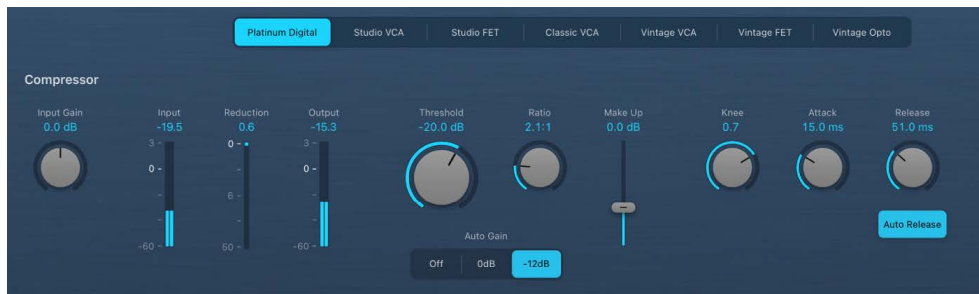 Platinum Digital Studio VCA Studio FET Classic VCA Vintage VCA Vintage FET Vintage Opto
Compressor
Input Gain Input Reduction Output Threshold Ratio Make Up Knee Attack Release
0.0 dB -19.5 0.6 -15.3 -20.0 dB 2.1:1 0.0 dB 0.7 15.0 ms 51.0 ms
3 0 3
0 0
6
Auto Release
Auto Gain
-60 50 -60
Off 0dB -12dB